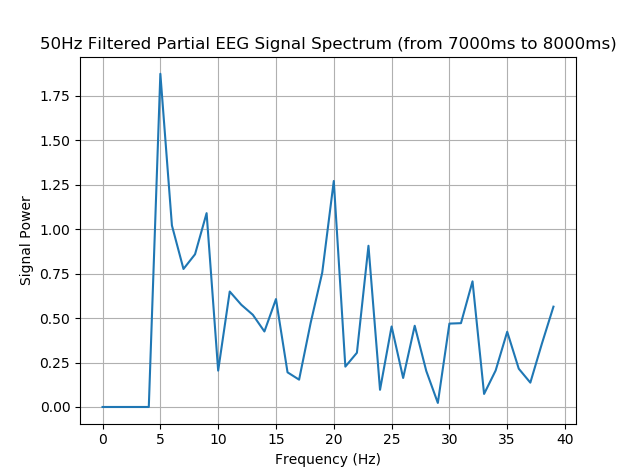 50Hz Filtered Partial EEG Signal Spectrum (from 7000ms to 8000ms)
1.75
1.50
1.25
1.00
0.75
0.50
0.25
0.00
Signal Power
0 5 10 15 20 25 30 35 40
Frequency (Hz)